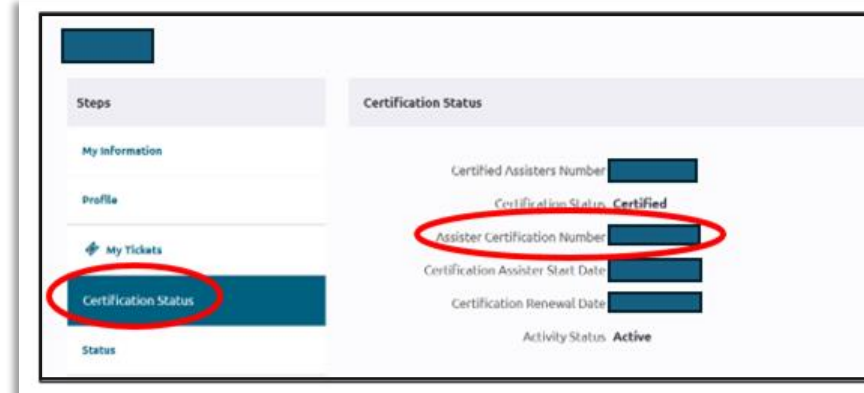 Steps
My Information
Profile
My Tickets
Certification Status
Status
Certification Status
Certified Assisters Number
Certification Status Certified
Assister Certification Number
Certification Assister Start Date
Certification Renewal Date
Activity Status Active